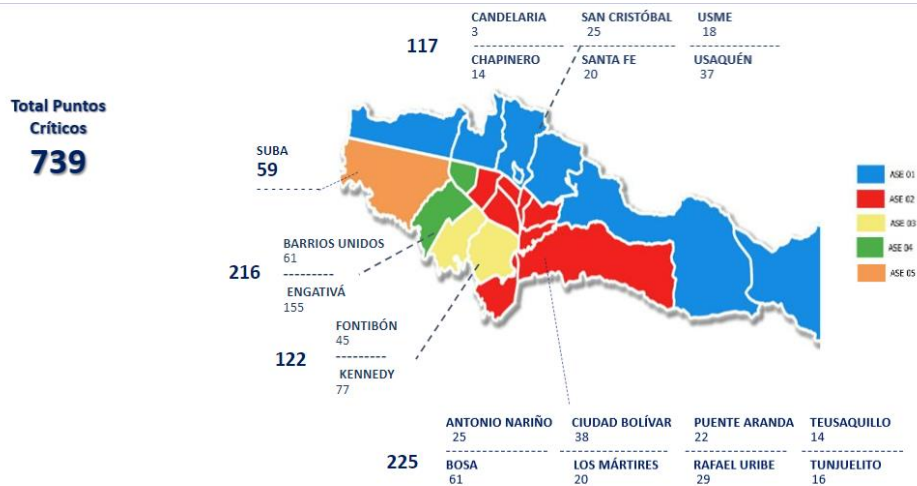 CANDELARIA SAN CRISTÓBAL USME
3 25 18
117
CHAPINERO SANTA FE USAQUÉN
14 20 37
Total Puntos
Críticos
739
SUBA
59
ASE 01
ASE 02
ASE 03
ASE 04
ASE 05
BARRIOS UNIDOS
61
216
ENGATIVÁ
155
FONTIBÓN
45
122
KENNEDY
77
ANTONIO NARIÑO CIUDAD BOLÍVAR PUENTE ARANDA TEUSAQUILLO
25 38 22 14
225
BOSA LOS MÁRTIRES RAFAEL URIBE TUNJUELITO
61 20 29 16